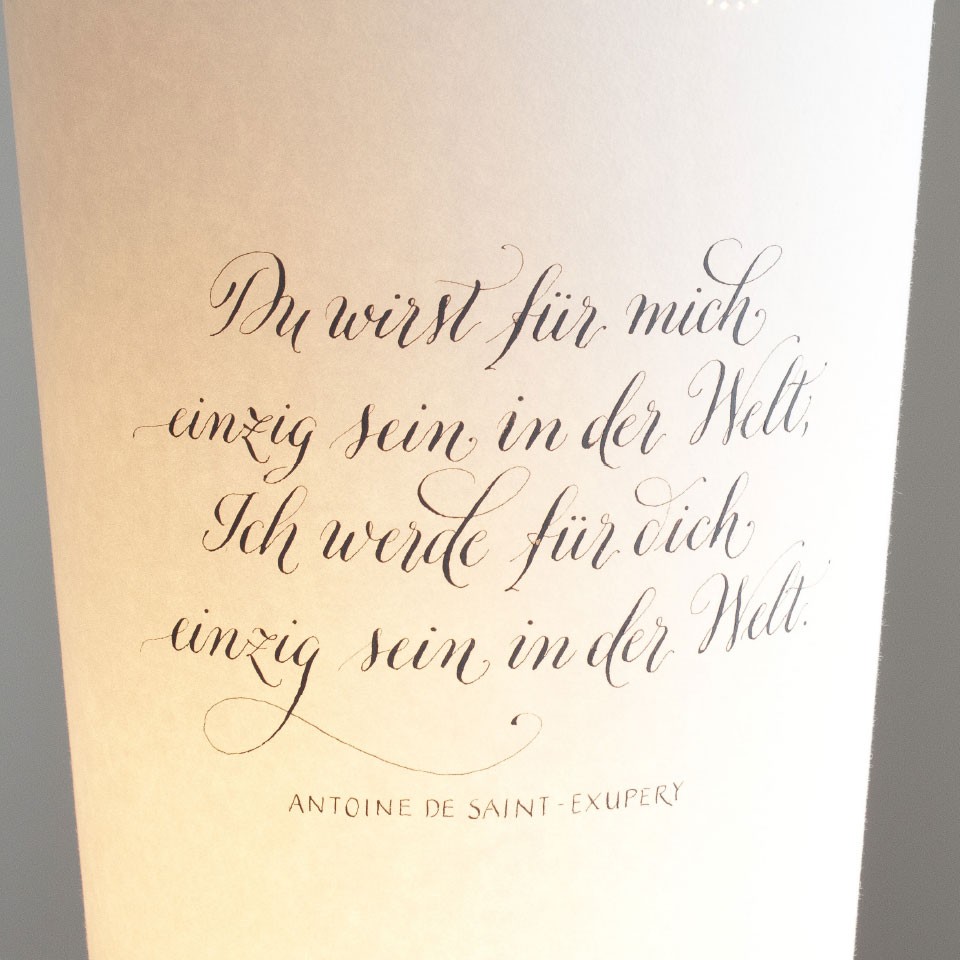 Du wirst für mich
einzig sein in der Welt,
Ich werde für dich
einzig sein in der Welt.
ANTOINE DE SAINT-EXUPERY